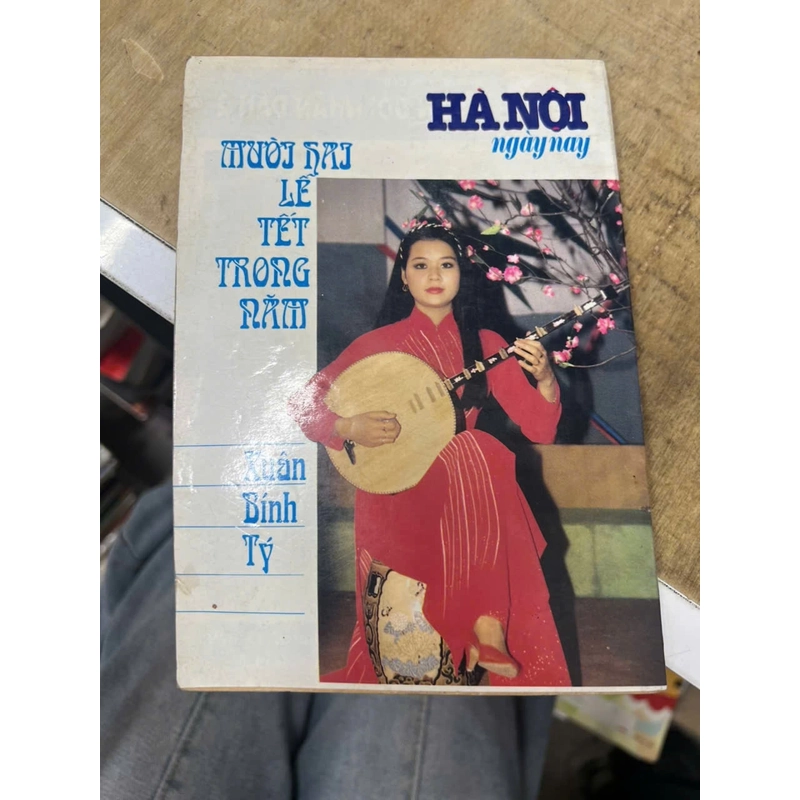 HÀ NỘI
ngày nay
MƯỜI HAI
LỄ
TẾT
TRONG
NĂM
Xuân
Bính
Tý